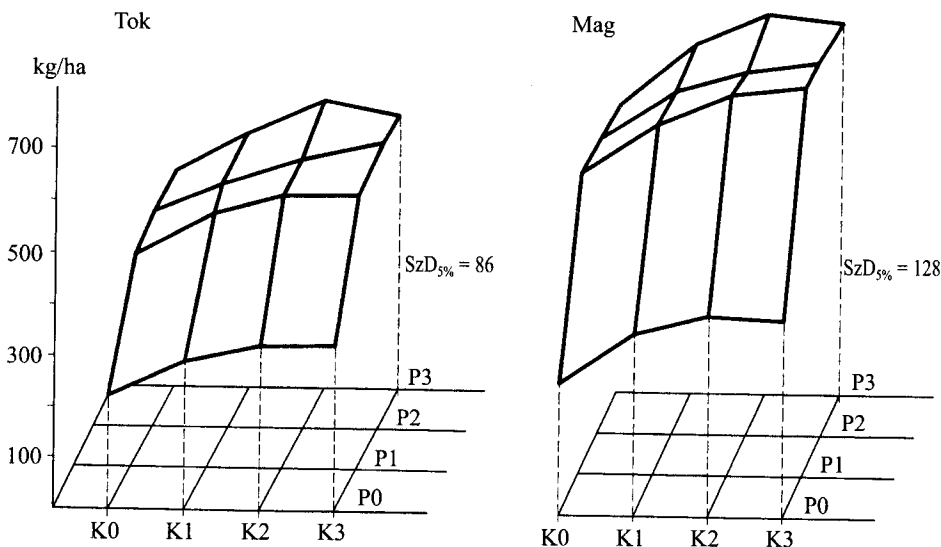 Tok
kg/ha
700
500
300
100
SzD5% = 86
P3
P2
P1
P0
K0 K1 K2 K3
Mag
SzD5% = 128
P3
P2
P1
P0
K0 K1 K2 K3